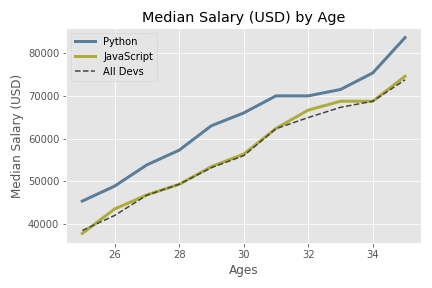 Median Salary (USD) by Age
Python
JavaScript
All Devs
Median Salary (USD)
80000
70000
60000
50000
40000
26 28 30 32 34
Ages